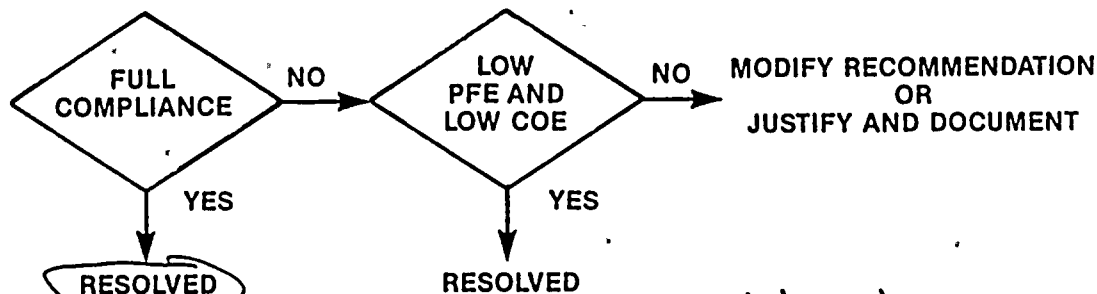 FULL
COMPLIANCE
NO
LOW
PFE AND
LOW COE
NO
MODIFY RECOMMENDATION
OR
JUSTIFY AND DOCUMENT
YES
YES
RESOLVED
RESOLVED